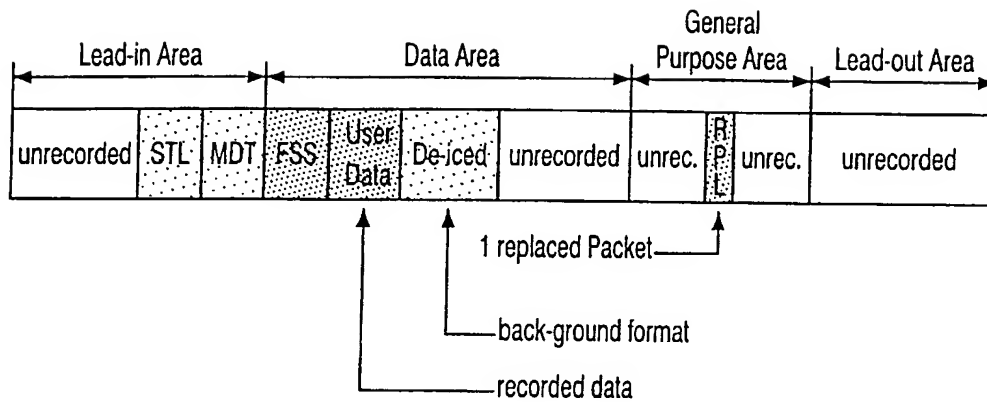 Lead-in Area
Data Area
General
Purpose Area
Lead-out Area
unrecorded
STL
MDT
FSS
User
Data
De-iced
unrecorded
unrec.
RPL
unrec.
unrecorded
1 replaced Packet
back-ground format
recorded data